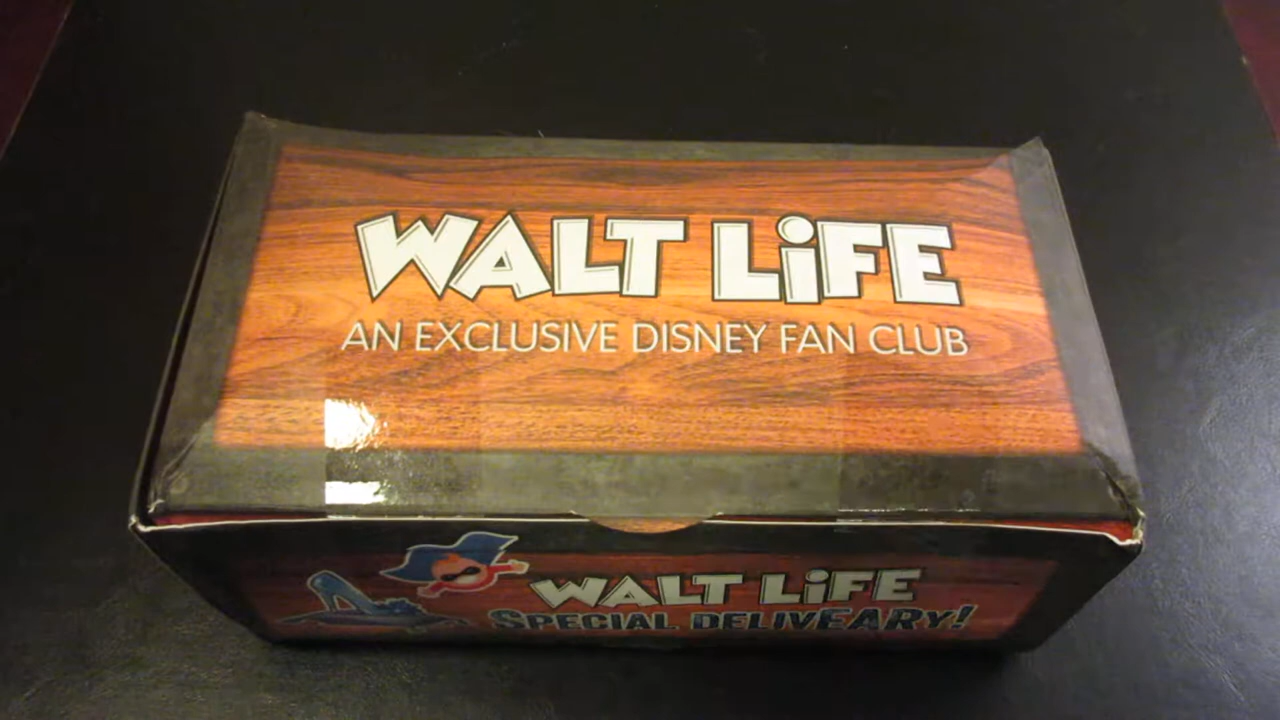 WALT LiFE
AN EXCLUSIVE DISNEY FAN CLUB
WALT LiFE
SPECIAL DELIVEARY!